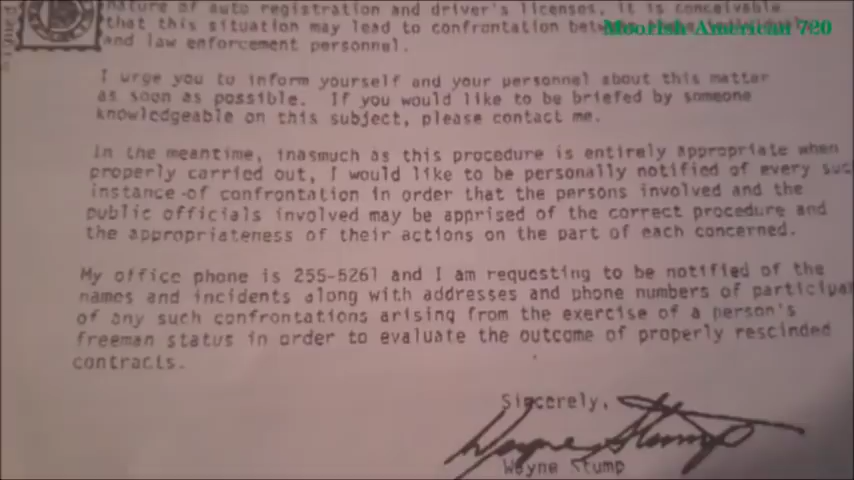 nature of auto registration and driver's licenses, it is conceivable
Moorish American 720
that this situation may lead to confrontation
and law enforcement personnel.
I urge you to inform yourself and your personnel about this matter
as soon as possible. If you would like to be briefed by someone
knowledgeable on this subject, please contact me.
In the meantime, inasmuch as this procedure is entirely appropriate when
properly carried out, I would like to be personally notified of every suc
instance of confrontation in order that the persons involved and the
public officials involved may be apprised of the correct procedure and
the appropriateness of their actions on the part of each concerned.
My office phone is 255-5261 and I am requesting to be notified of the
names and incidents along with addresses and phone numbers of participa
of any such confrontations arising from the exercise of a person's
freeman status in order to evaluate the outcome of properly rescinded
contracts.
Sincerely,
Wayne Stump
Wayne Stump